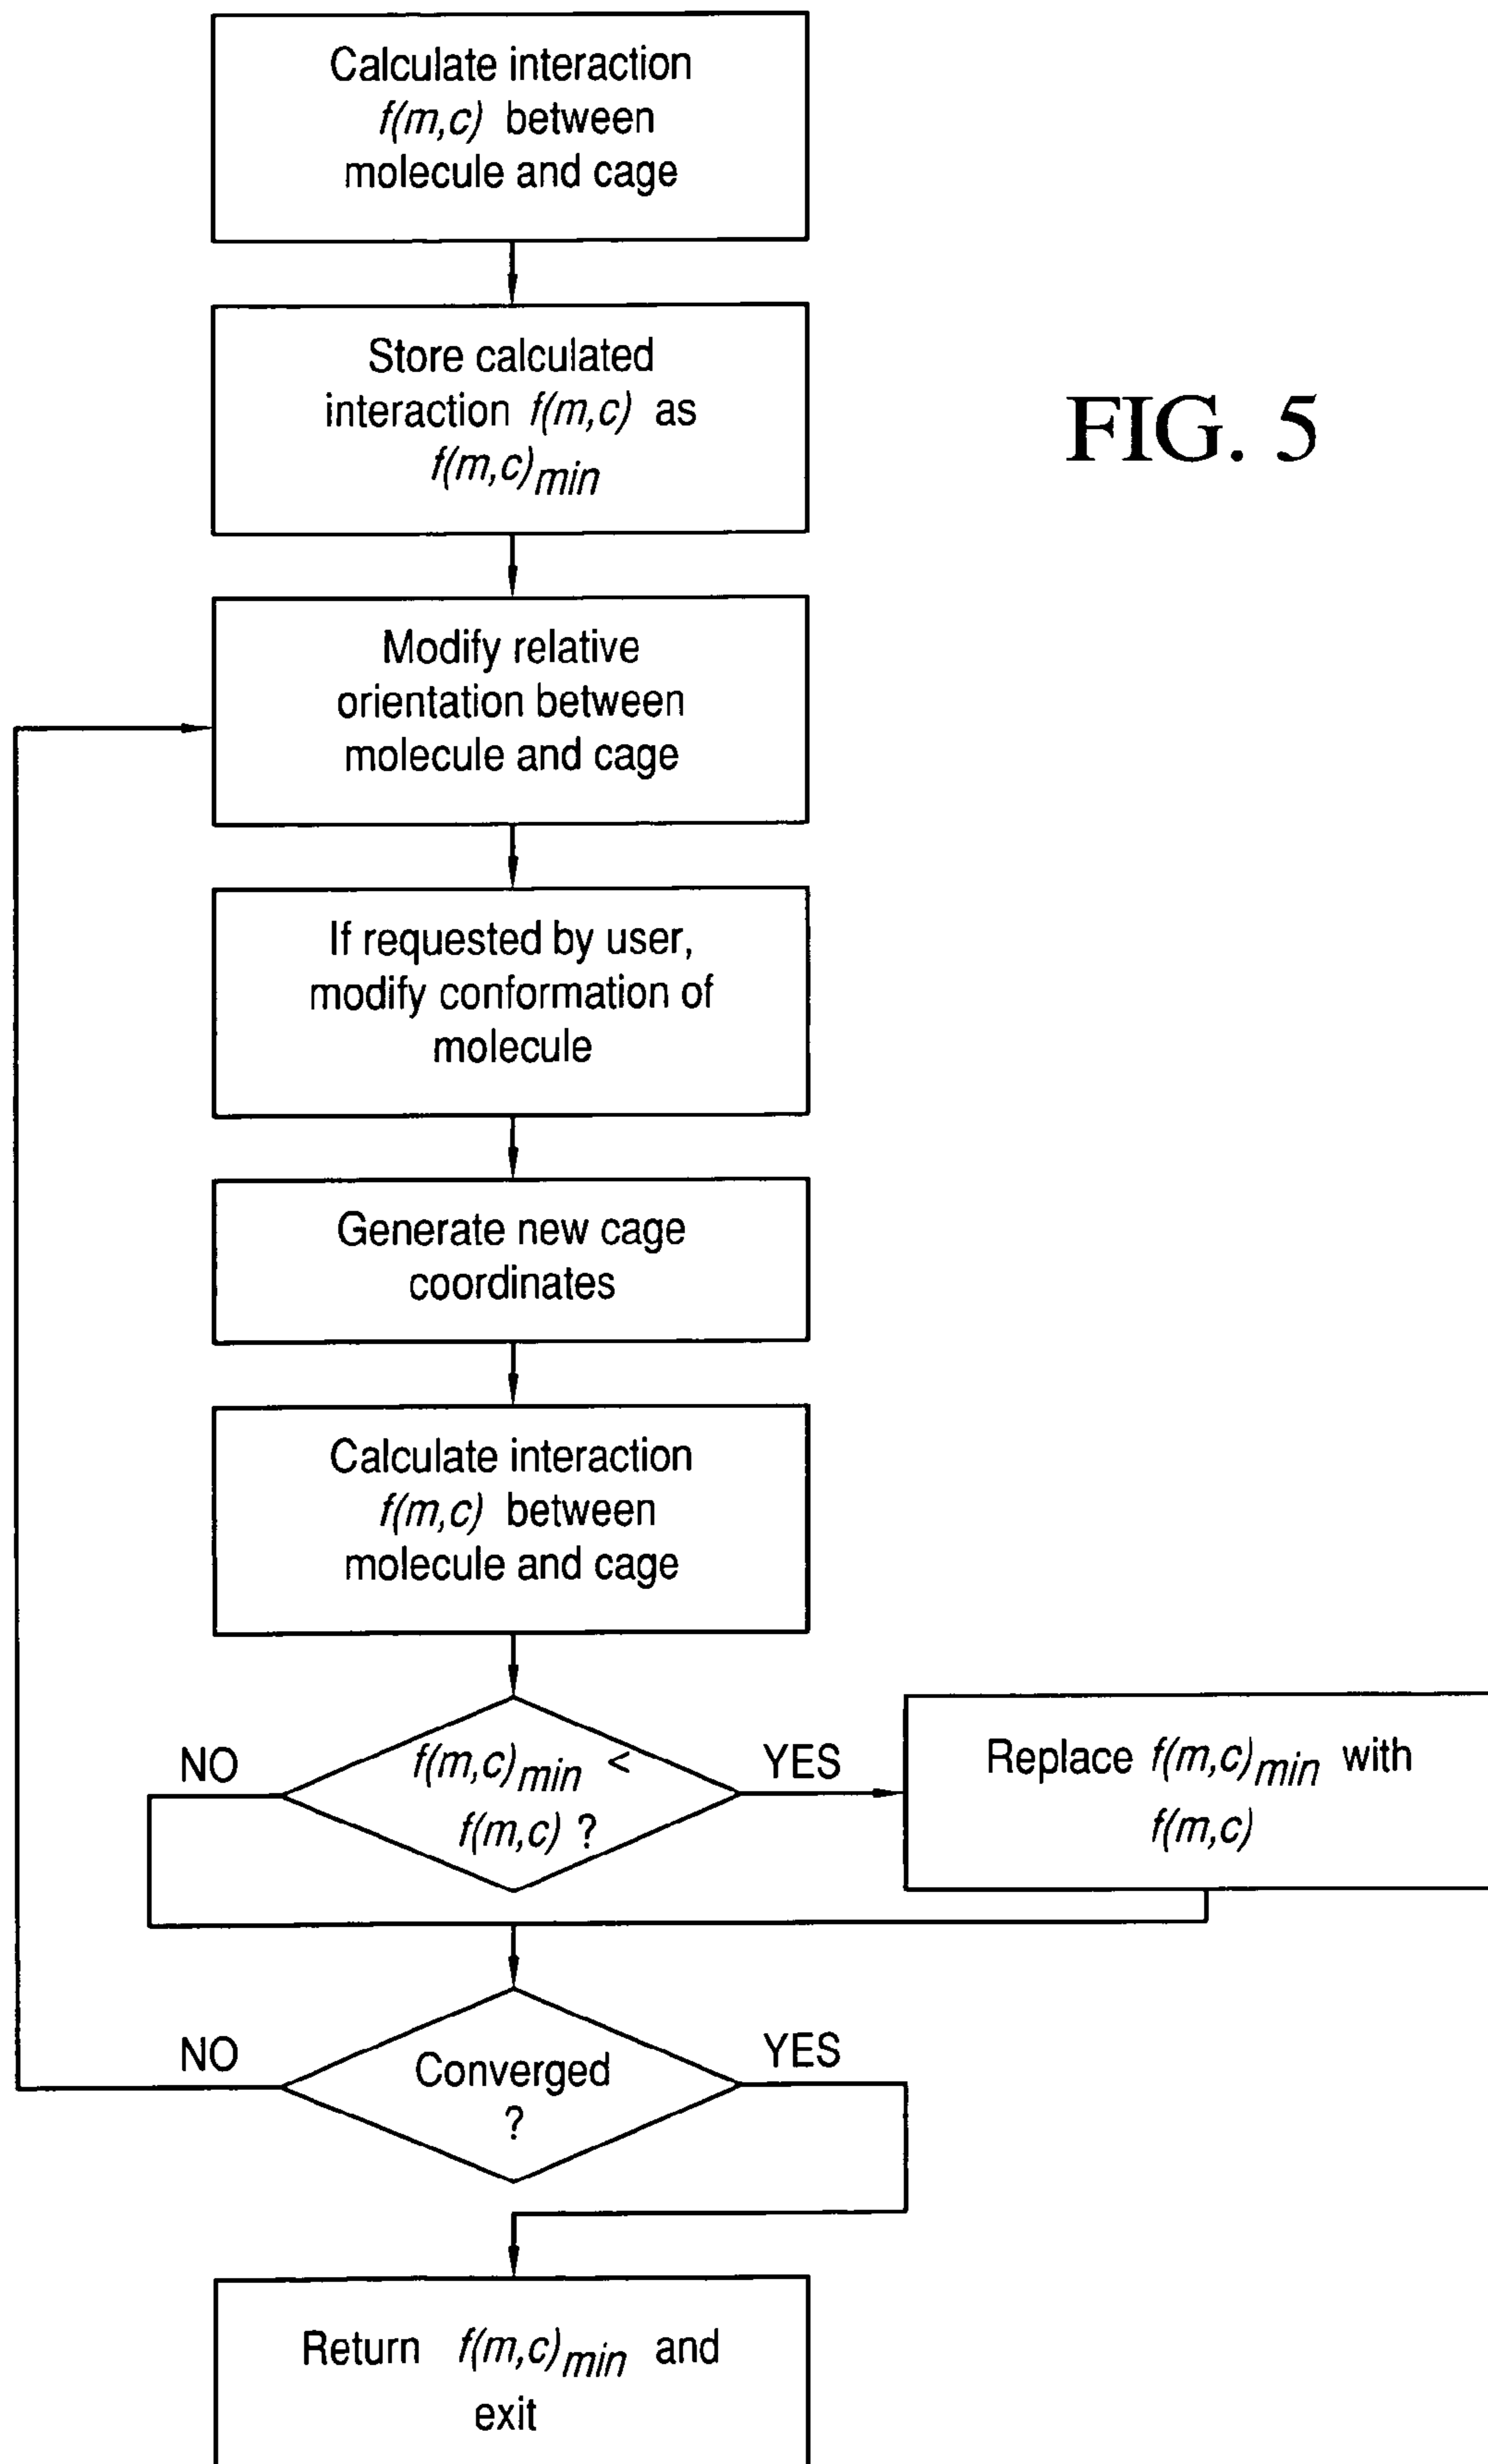 Calculate interaction
f(m,c) between
molecule and cage
Store calculated
interaction f(m,c) as
f(m,c)min
FIG. 5
Modify relative
orientation between
molecule and cage
If requested by user,
modify conformation of
molecule
Generate new cage
coordinates
Calculate interaction
f(m,c) between
molecule and cage
NO
f(m,c)min <
f(m,c) ?
YES
Replace f(m,c)min with
f(m,c)
NO
Converged
?
YES
Return f(m,c)min and
exit